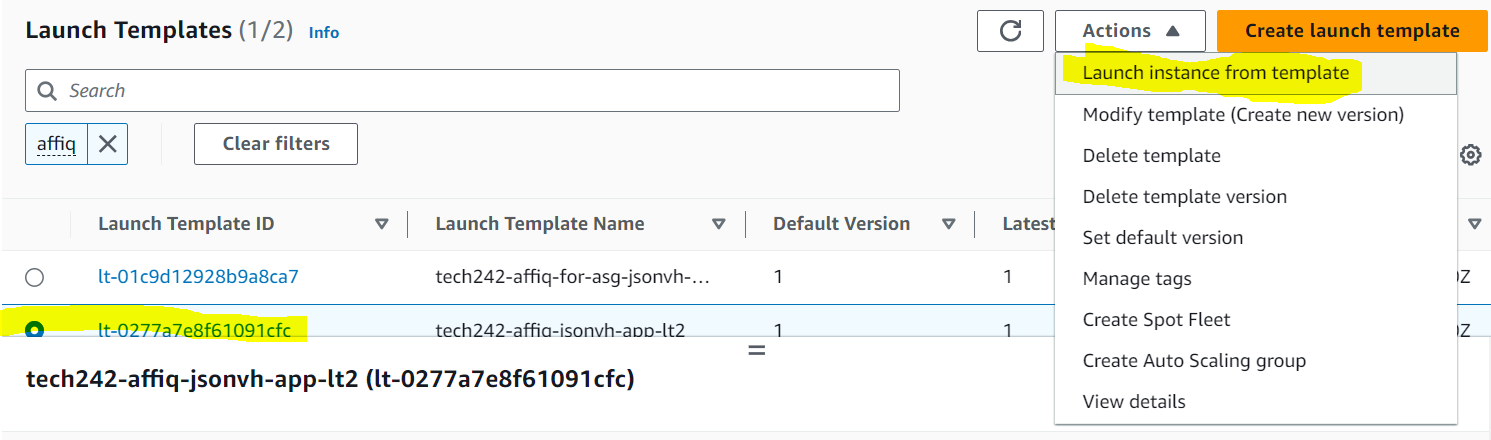 Launch Templates (1/2) Info
Actions
Create launch template
Search
affiq
Clear filters
Launch instance from template
Modify template (Create new version)
Delete template
Delete template version
Set default version
Manage tags
Create Spot Fleet
Create Auto Scaling group
View details
Launch Template ID Launch Template Name Default Version Latest
lt-01c9d12928b9a8ca7 tech242-affiq-for-asg-jsonvh-... 1 1 0Z
lt-0277a7e8f61091cfc tech242-affiq-jsonvh-app-lt2 1 1 0Z
tech242-affiq-jsonvh-app-lt2 (lt-0277a7e8f61091cfc)